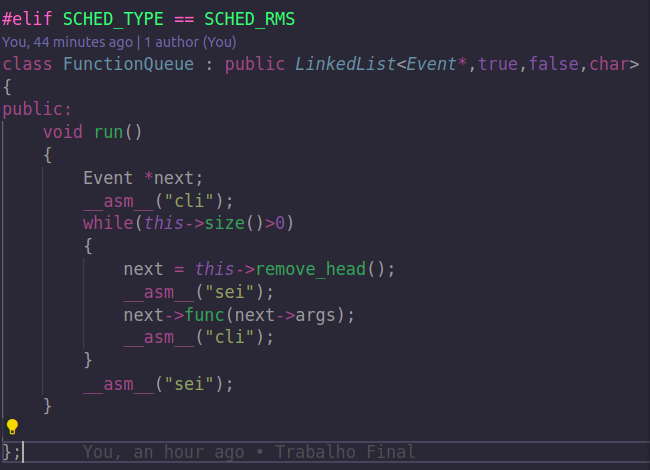 #elif SCHED_TYPE == SCHED_RMS
You, 44 minutes ago | 1 author (You)
class FunctionQueue : public LinkedList<Event*,true,false,char>
{
public:
    void run()
    {
        Event *next;
        __asm__("cli");
        while(this->size()>0)
        {
            next = this->remove_head();
            __asm__("sei");
            next->func(next->args);
            __asm__("cli");
        }
        __asm__("sei");
    }
};      You, an hour ago • Trabalho Final